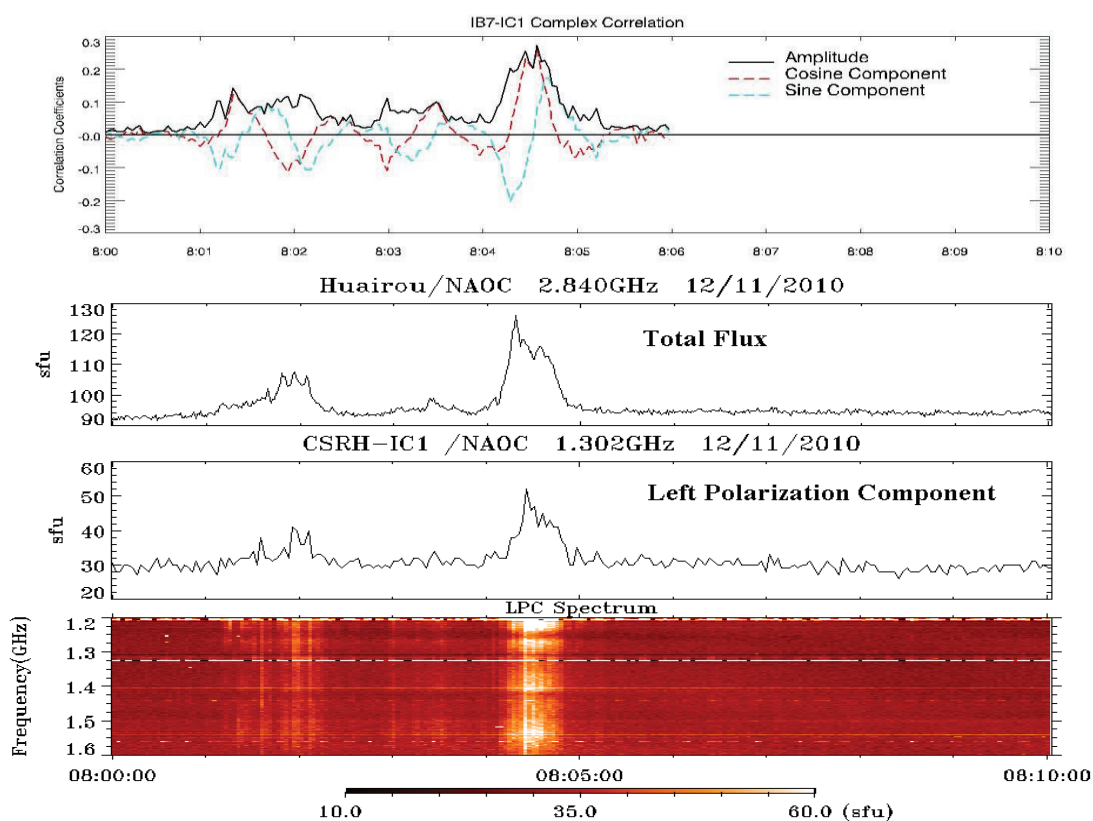 IB7-IC1 Complex Correlation
0.3
0.2
0.1
-0.0
-0.1
-0.2
-0.3
Correlation Coefficients
Amplitude
Cosine Component
Sine Component
8:00 8:01 8:02 8:03 8:04 8:05 8:06 8:07 8:08 8:09 8:10
Huairou/NAOC 2.840GHz 12/11/2010
130
120
110
100
90
sfu
Total Flux
CSRH-IC1 /NAOC 1.302GHz 12/11/2010
60
50
40
30
20
sfu
Left Polarization Component
LPC Spectrum
1.2
1.3
1.4
1.5
1.6
Frequency(GHz)
08:00:00 08:05:00 08:10:00
10.0 35.0 60.0 (sfu)